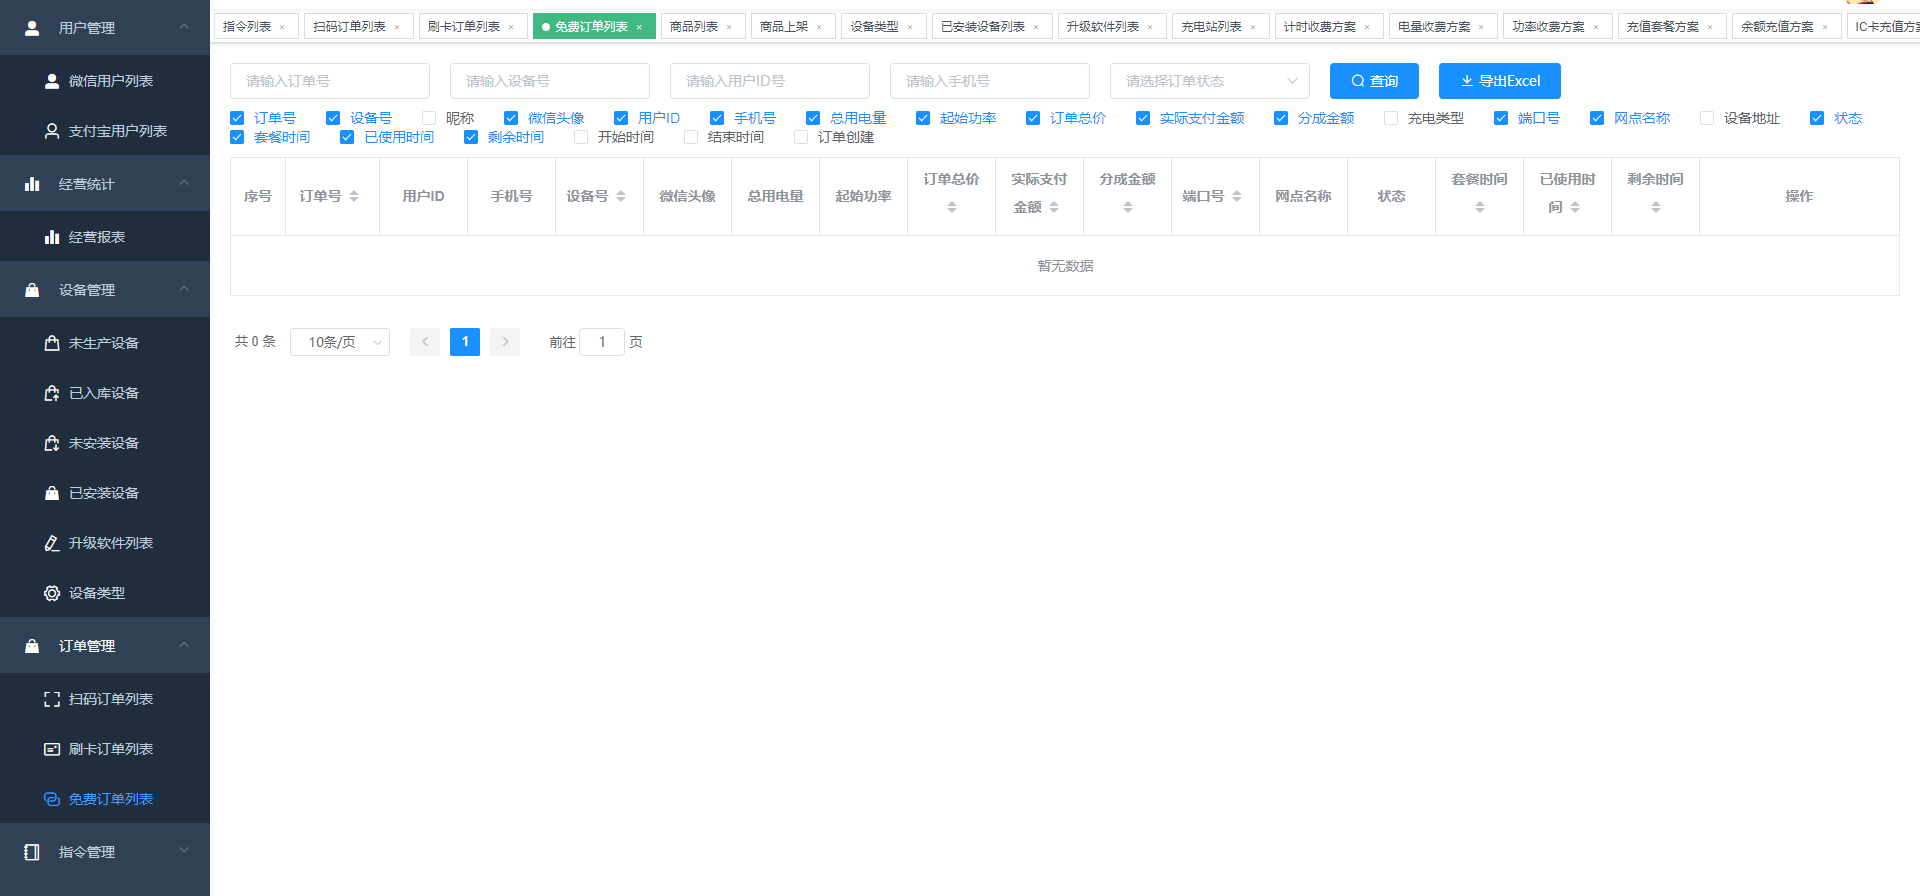 用户管理
微信用户列表
支付宝用户列表
经营统计
经营报表
设备管理
未生产设备
已入库设备
未安装设备
已安装设备
升级软件列表
设备类型
订单管理
扫码订单列表
刷卡订单列表
免费订单列表
指令管理
指令列表 × 扫码订单列表 × 刷卡订单列表 × 免费订单列表 × 商品列表 × 商品上架 × 设备类型 × 已安装设备列表 × 升级软件列表 × 充电站列表 × 计时收费方案 × 电量收费方案 × 功率收费方案 × 充值套餐方案 × 余额充值方案 × IC卡充值方
请输入订单号 请输入设备号 请输入用户ID号 请输入手机号 请选择订单状态 查询 导出Excel
订单号 设备号 昵称 微信头像 用户ID 手机号 总用电量 起始功率 订单总价 实际支付金额 分成金额 充电类型 端口号 网点名称 设备地址 状态
套餐时间 已使用时间 剩余时间 开始时间 结束时间 订单创建
序号 订单号 用户ID 手机号 设备号 微信头像 总用电量 起始功率 订单总价 实际支付金额 分成金额 端口号 网点名称 状态 套餐时间 已使用时间 剩余时间 操作
暂无数据
共 0 条 10条/页 1 前往 1 页